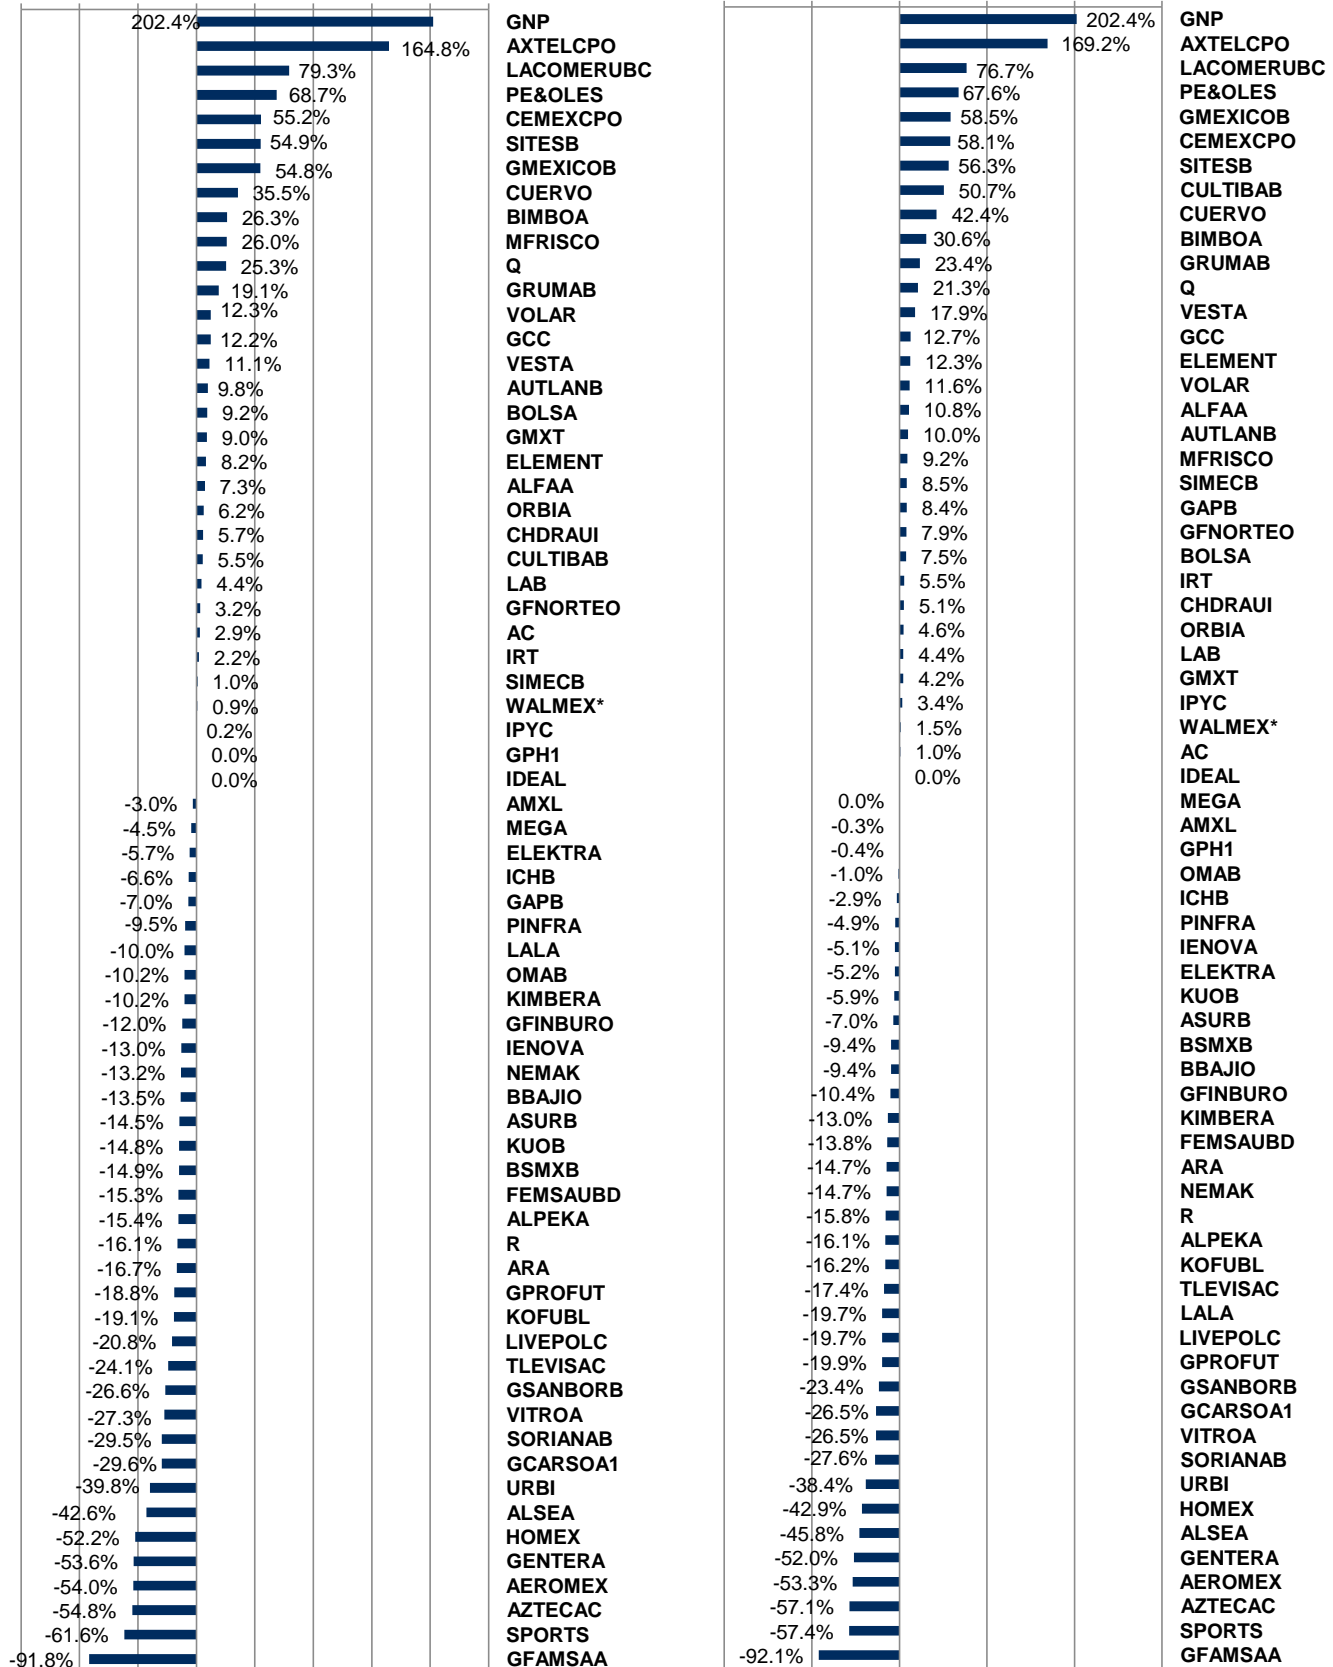 202.4% GNP
164.8% AXTELCPO
79.3% LACOMERUBC
68.7% PE&OLES
55.2% CEMEXCPO
54.9% SITESB
54.8% GMEXICOB
35.5% CUERVO
26.3% BIMBOA
26.0% MFRISCO
25.3% Q
19.1% GRUMAB
12.3% VOLAR
12.2% GCC
11.1% VESTA
9.8% AUTLANB
9.2% BOLSA
9.0% GMXT
8.2% ELEMENT
7.3% ALFAA
6.2% ORBIA
5.7% CHDRAUI
5.5% CULTIBAB
4.4% LAB
3.2% GFNORTEO
2.9% AC
2.2% IRT
1.0% SIMECB
0.9% WALMEX*
0.2% IPYC
0.0% GPH1
0.0% IDEAL
-3.0% AMXL
-4.5% MEGA
-5.7% ELEKTRA
-6.6% ICHB
-7.0% GAPB
-9.5% PINFRA
-10.0% LALA
-10.2% OMAB
-10.2% KIMBERA
-12.0% GFINBURO
-13.0% IENOVA
-13.2% NEMAK
-13.5% BBAJIO
-14.5% ASURB
-14.8% KUOB
-14.9% BSMXB
-15.3% FEMSAUBD
-15.4% ALPEKA
-16.1% R
-16.7% ARA
-18.8% GPROFUT
-19.1% KOFUBL
-20.8% LIVEPOLC
-24.1% TLEVISAC
-26.6% GSANBORB
-27.3% VITROA
-29.5% SORIANAB
-29.6% GCARSOA1
-39.8% URBI
-42.6% ALSEA
-52.2% HOMEX
-53.6% GENTERA
-54.0% AEROMEX
-54.8% AZTECAC
-61.6% SPORTS
-91.8% GFAMSAA
202.4% GNP
169.2% AXTELCPO
76.7% LACOMERUBC
67.6% PE&OLES
58.5% GMEXICOB
58.1% CEMEXCPO
56.3% SITESB
50.7% CULTIBAB
42.4% CUERVO
30.6% BIMBOA
23.4% GRUMAB
21.3% Q
17.9% VESTA
12.7% GCC
12.3% ELEMENT
11.6% VOLAR
10.8% ALFAA
10.0% AUTLANB
9.2% MFRISCO
8.5% SIMECB
8.4% GAPB
7.9% GFNORTEO
7.5% BOLSA
5.5% IRT
5.1% CHDRAUI
4.6% ORBIA
4.4% LAB
4.2% GMXT
3.4% IPYC
1.5% WALMEX*
1.0% AC
0.0% IDEAL
0.0% MEGA
-0.3% AMXL
-0.4% GPH1
-1.0% OMAB
-2.9% ICHB
-4.9% PINFRA
-5.1% IENOVA
-5.2% ELEKTRA
-5.9% KUOB
-7.0% ASURB
-9.4% BSMXB
-9.4% BBAJIO
-10.4% GFINBURO
-13.0% KIMBERA
-13.8% FEMSAUBD
-14.7% ARA
-14.7% NEMAK
-15.8% R
-16.1% ALPEKA
-16.2% KOFUBL
-17.4% TLEVISAC
-19.7% LALA
-19.7% LIVEPOLC
-19.9% GPROFUT
-23.4% GSANBORB
-26.5% GCARSOA1
-26.5% VITROA
-27.6% SORIANAB
-38.4% URBI
-42.9% HOMEX
-45.8% ALSEA
-52.0% GENTERA
-53.3% AEROMEX
-57.1% AZTECAC
-57.4% SPORTS
-92.1% GFAMSAA